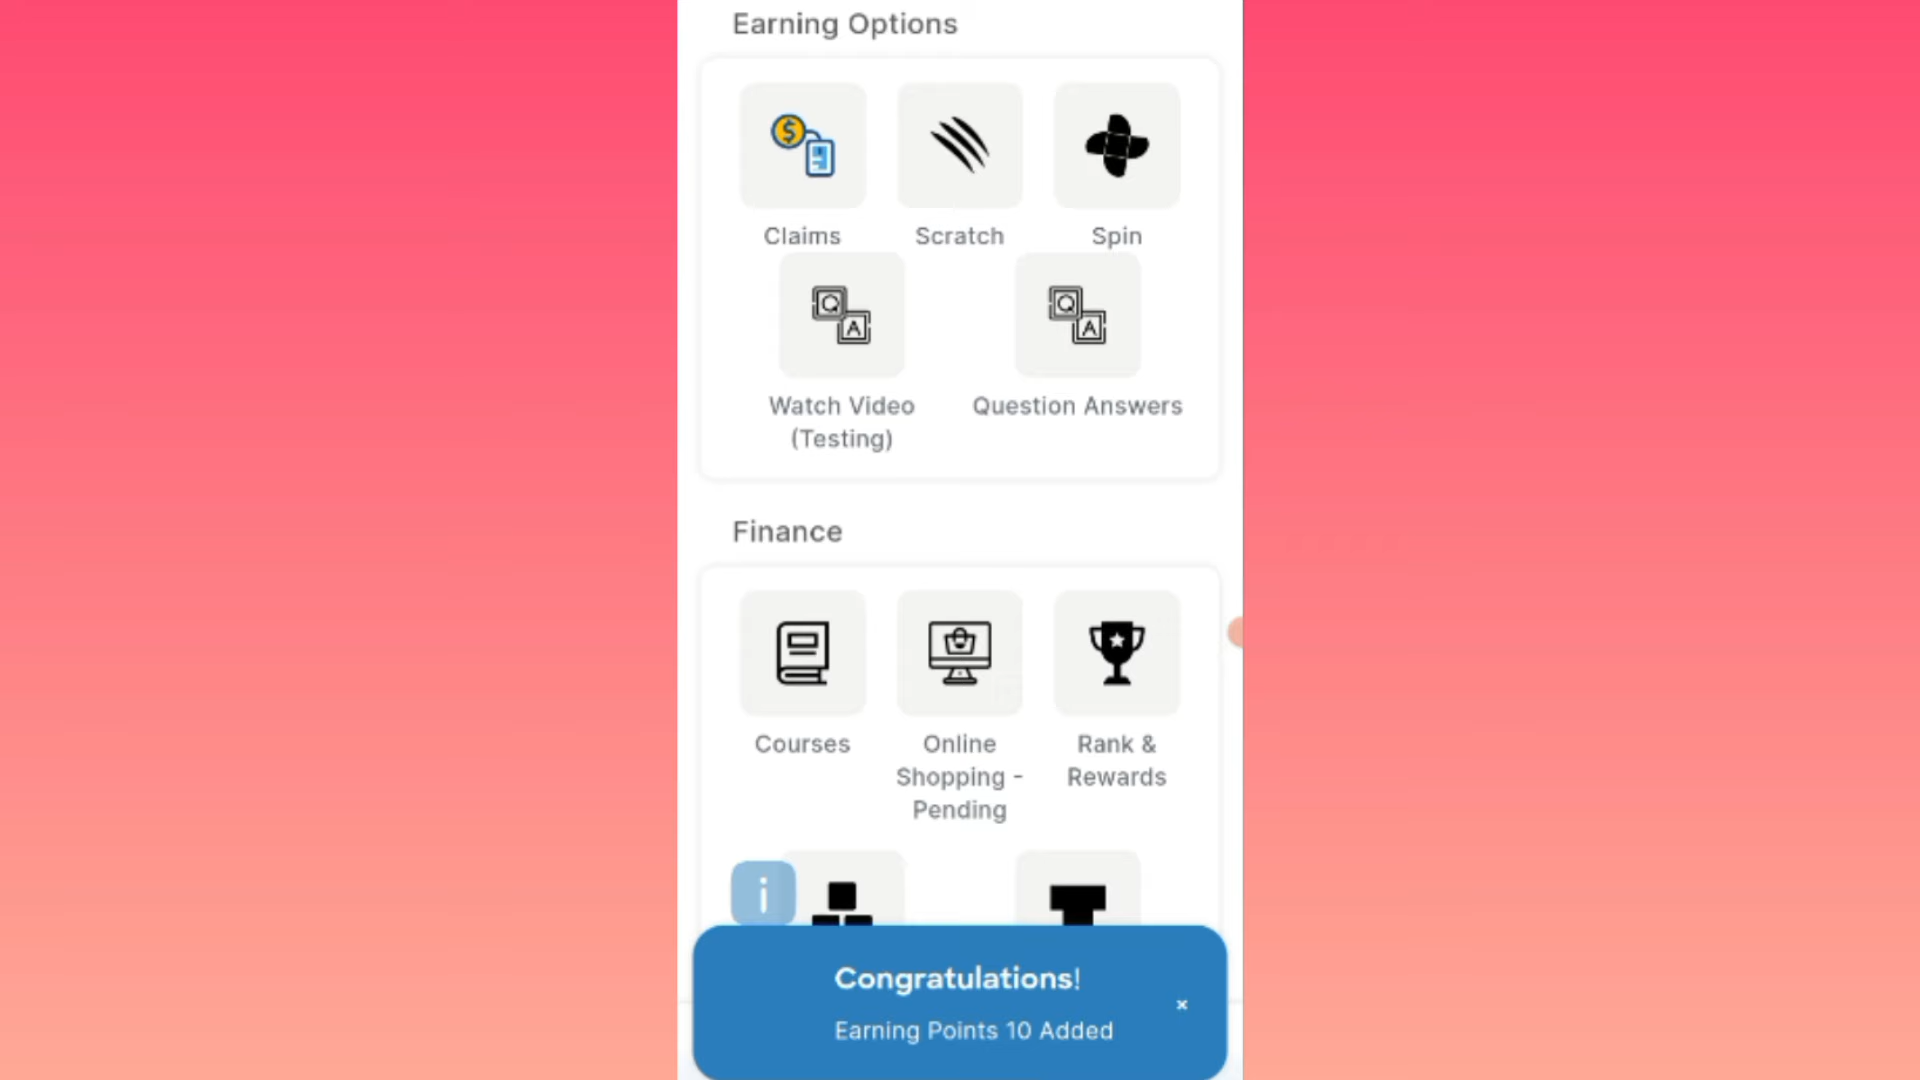 Earning Options
Claims
Scratch
Spin
Q
A
Q
A
Watch Video
(Testing)
Question Answers
Finance
Courses
Online
Shopping -
Pending
Rank &
Rewards
i
Congratulations!
Earning Points 10 Added
×